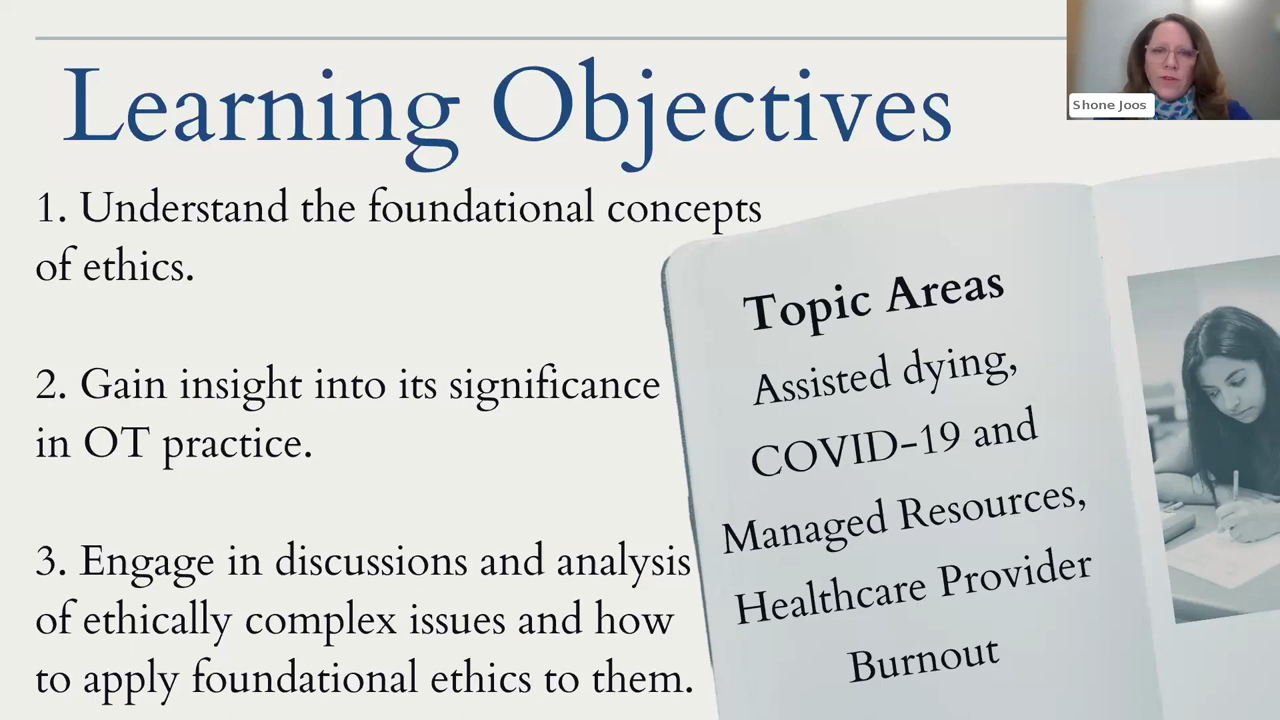 Learning Objectives
Shone Joos
1. Understand the foundational concepts
of ethics.
2. Gain insight into its significance
in OT practice.
3. Engage in discussions and analysis
of ethically complex issues and how
to apply foundational ethics to them.
Topic Areas
Assisted dying,
COVID-19 and
Managed Resources,
Healthcare Provider
Burnout